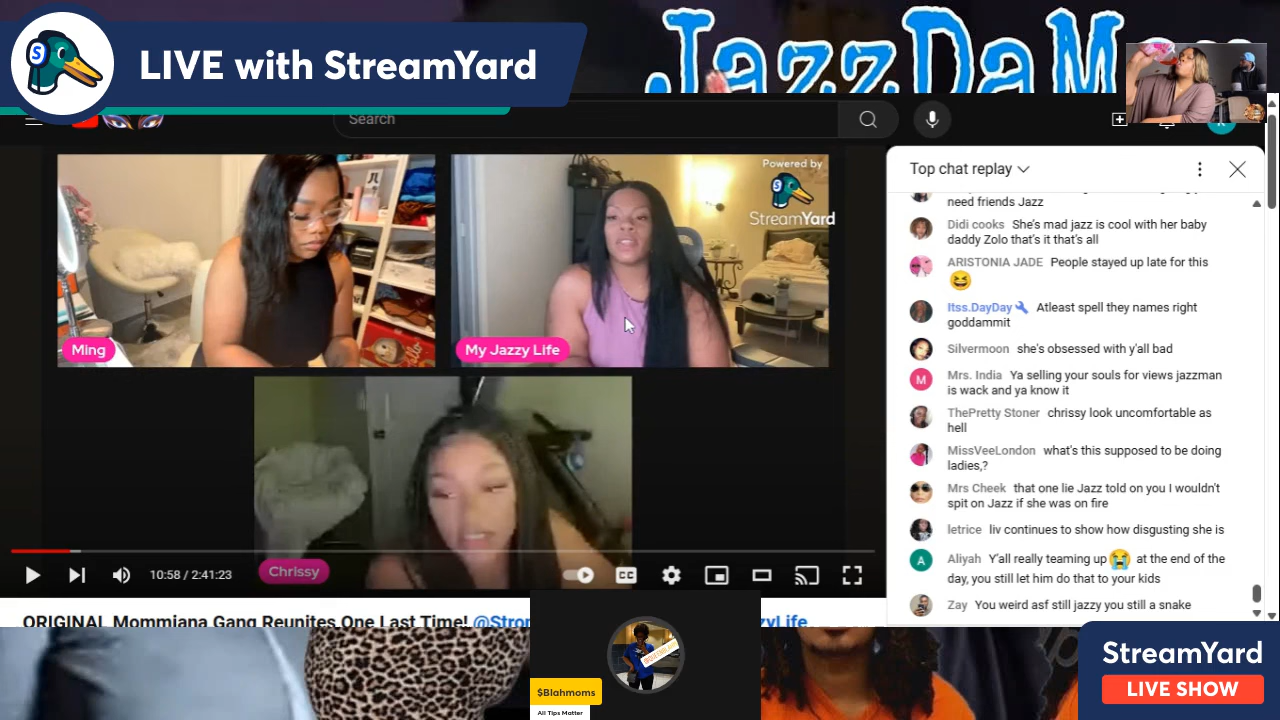 LIVE with StreamYard
JazzDaM
Search
Powered by
StreamYard
Ming
My Jazzy Life
Chrissy
10:58 / 2:41:23
CC
ORIGINAL Mommiana Gang Reunites One Last Time!
Top chat replay
need friends Jazz
Didi cooks She's mad jazz is cool with her baby
daddy Zolo that's it that's all
ARISTONIA JADE People stayed up late for this
Itss.DayDay Atleast spell they names right
goddammit
Silvermoon she's obsessed with y'all bad
M
Mrs. India Ya selling your souls for views jazzman
is wack and ya know it
ThePretty Stoner chrissy look uncomfortable as
hell
MissVeeLondon what's this supposed to be doing
ladies,?
Mrs Cheek that one lie Jazz told on you I wouldn't
spit on Jazz if she was on fire
letrice liv continues to show how disgusting she is
A
Aliyah Y'all really teaming up 😭 at the end of the
day, you still let him do that to your kids
Zay You weird asf still jazzy you still a snake
$Blahmoms
All Tips Matter
StreamYard
LIVE SHOW